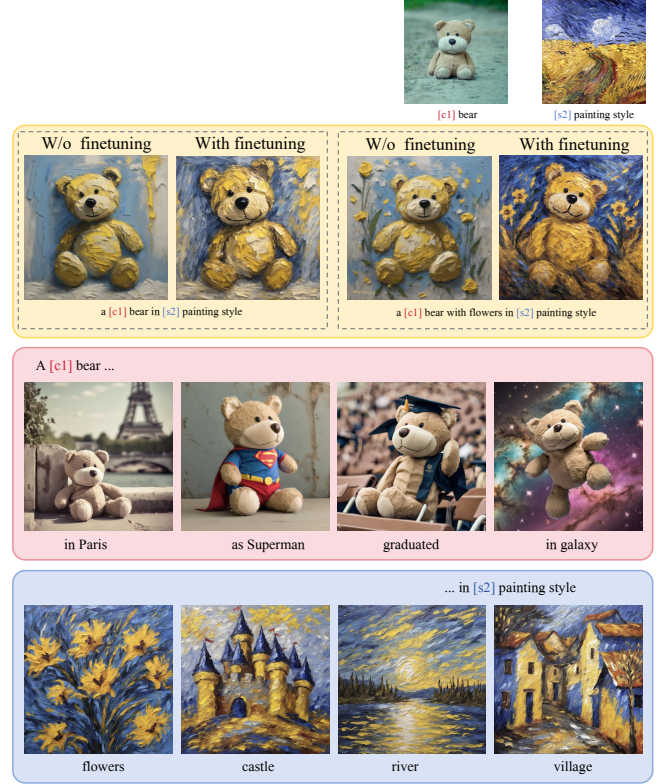 [c1] bear
[s2] painting style
W/o finetuning
With finetuning
W/o finetuning
With finetuning
a [c1] bear in [s2] painting style
a [c1] bear with flowers in [s2] painting style
A [c1] bear ...
in Paris
as Superman
graduated
in galaxy
... in [s2] painting style
flowers
castle
river
village